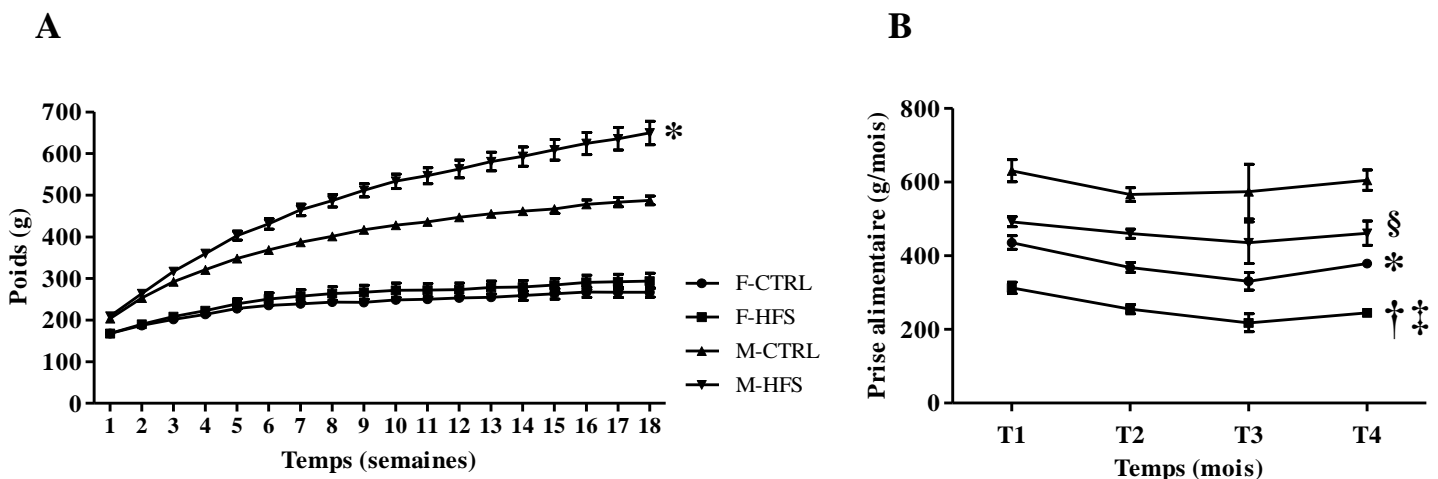 A
Poids (g)
700
600
500
400
300
200
100
0
1 2 3 4 5 6 7 8 9 10 11 12 13 14 15 16 17 18
Temps (semaines)
*
F-CTRL
F-HFS
M-CTRL
M-HFS
B
Prise alimentaire (g/mois)
800
600
400
200
0
T1 T2 T3 T4
Temps (mois)
§
*
†‡